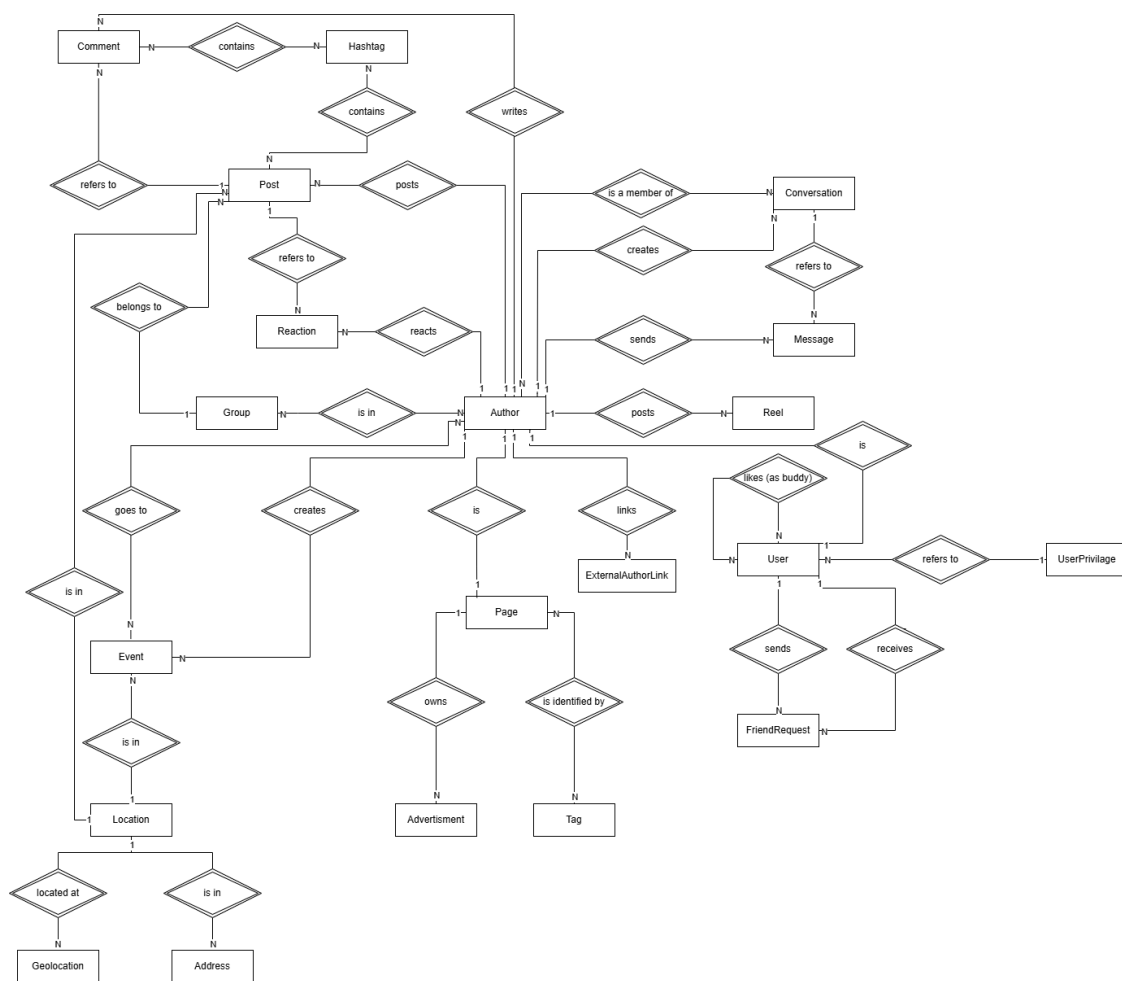 N
Comment
N
contains
N
Hashtag
N
N
contains
writes
N
refers to
1
Post
N
posts
N
N
1
is a member of
N
Conversation
N
1
creates
refers to
refers to
N
N
belongs to
Reaction
N
reacts
sends
N
Message
1
1
1
N
1
1
1
Group
N
is in
N
Author
1
posts
N
Reel
N
1
1
1
1
is
likes (as buddy)
goes to
creates
is
links
N
1
N
User
N
refers to
1
UserPrivilage
N
ExternalAuthorLink
1
1
is in
1
1
Page
N
N
Event
N
sends
receives
N
owns
is identified by
N
FriendRequest
N
is in
1
N
N
1
Location
Advertisment
Tag
1
located at
is in
N
N
Geolocation
Address